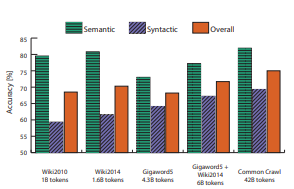 Semantic Syntactic Overall
85
80
75
70
65
60
55
50
Accuracy [%]
Wiki2010 Wiki2014 Gigaword5 Gigaword5 + Common Crawl
1B tokens 1.6B tokens 4.3B tokens Wiki2014 42B tokens
6B tokens